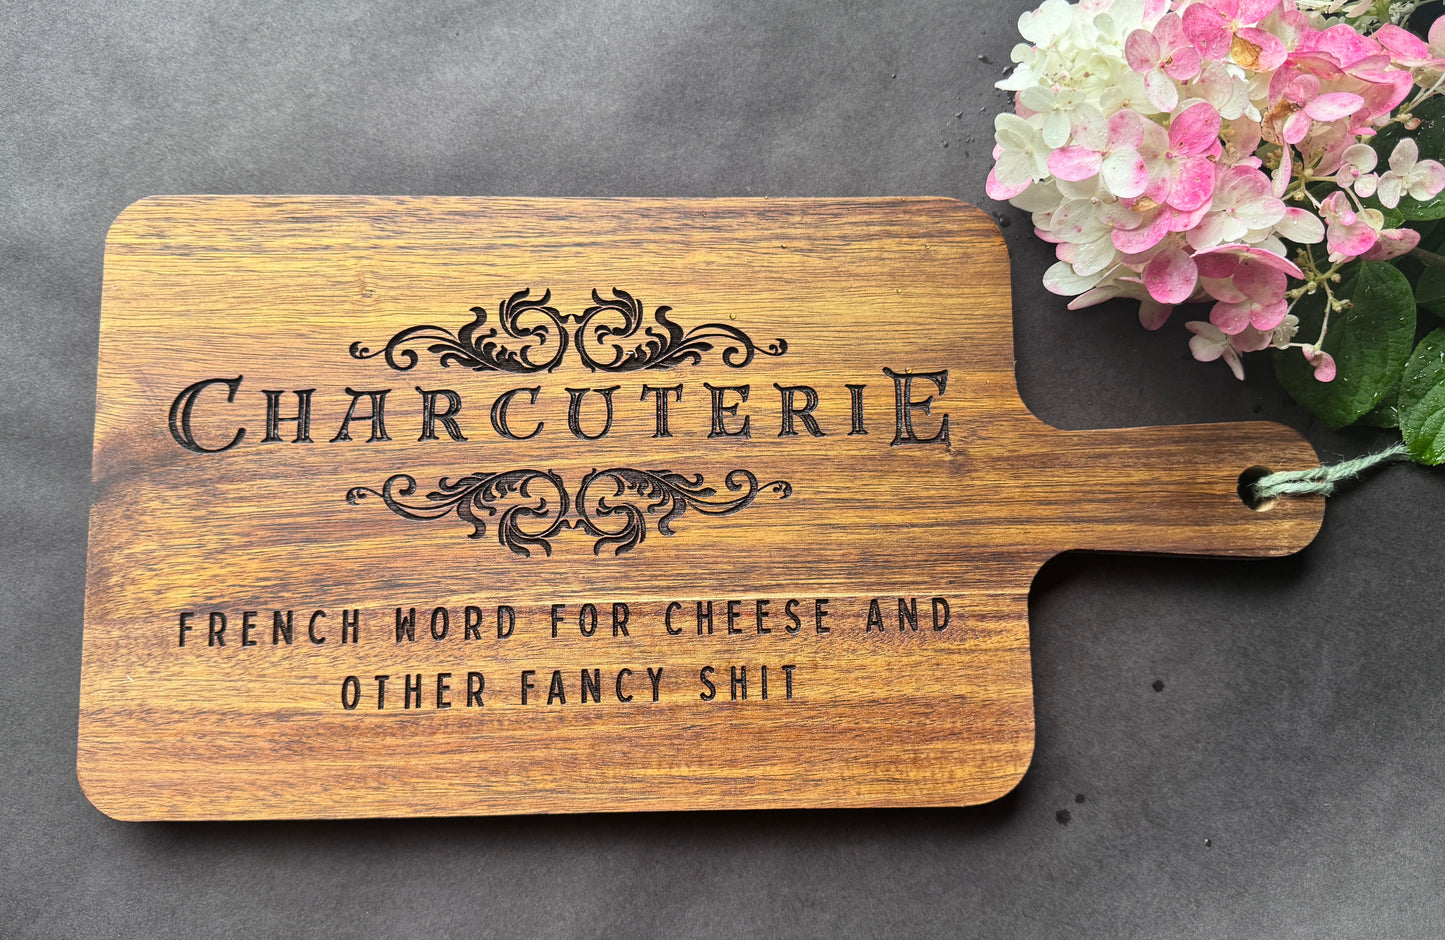 CHARCUTERIE
FRENCH WORD FOR CHEESE AND
OTHER FANCY SHIT